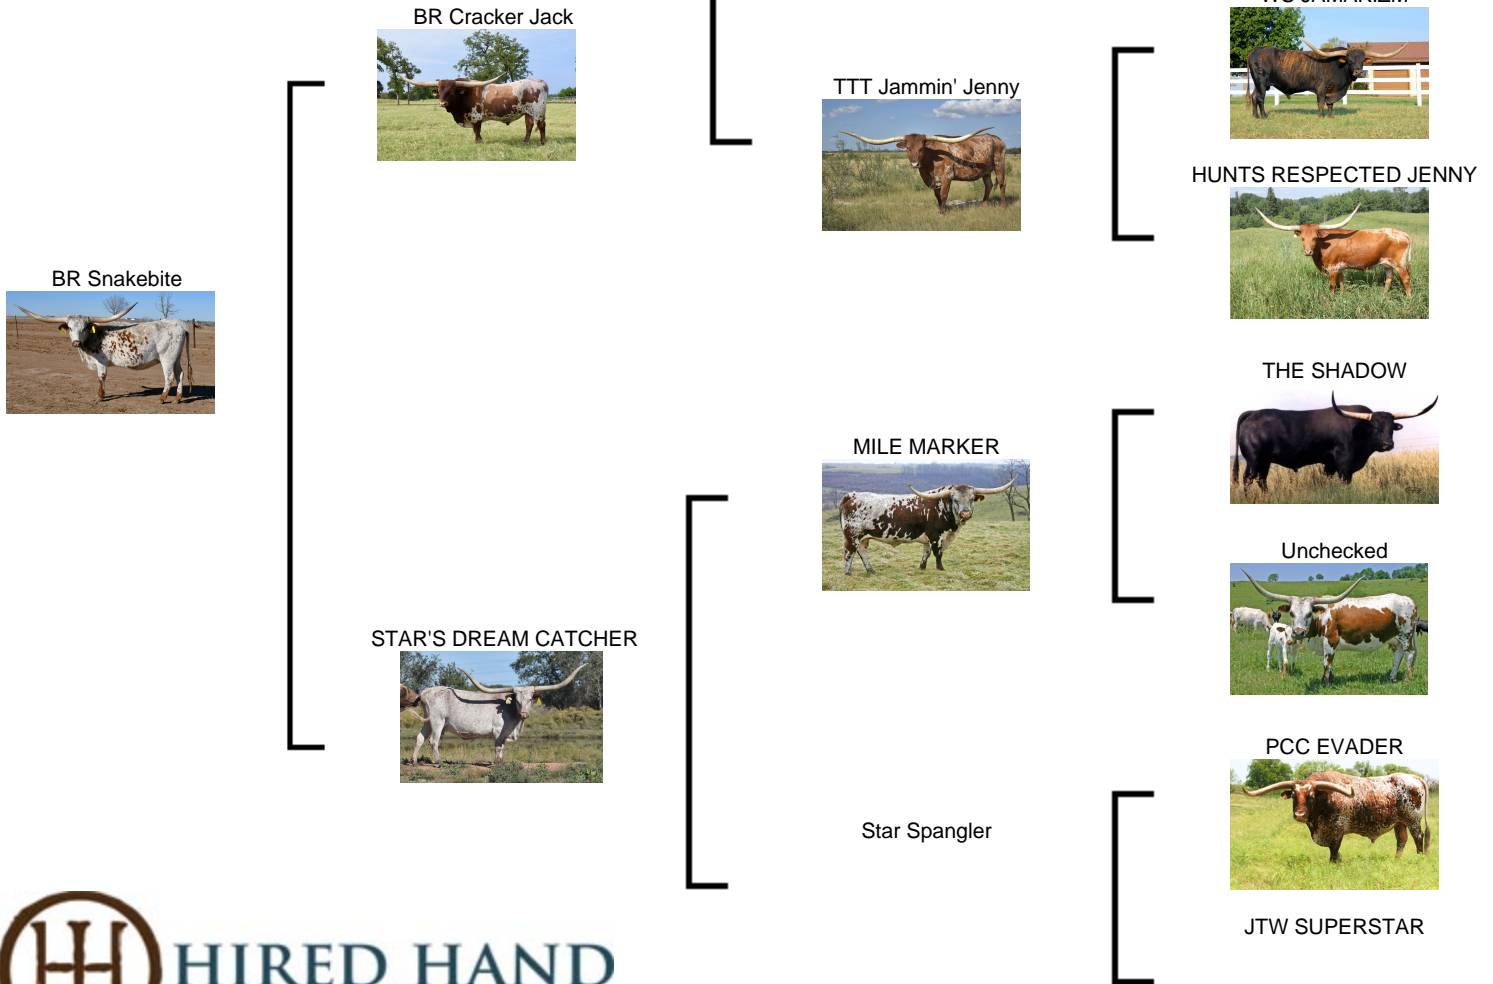 BR Cracker Jack
TTT Jammin' Jenny
HUNTS RESPECTED JENNY
BR Snakebite
THE SHADOW
MILE MARKER
Unchecked
STAR'S DREAM CATCHER
PCC EVADER
Star Spangler
JTW SUPERSTAR
HIRED HAND